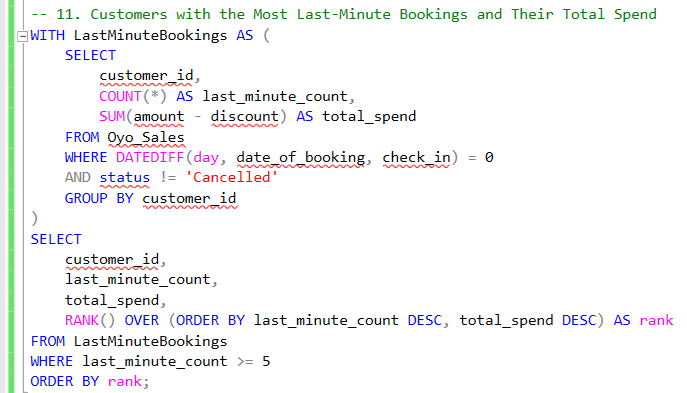 -- 11. Customers with the Most Last-Minute Bookings and Their Total Spend
WITH LastMinuteBookings AS (
    SELECT
        customer_id,
        COUNT(*) AS last_minute_count,
        SUM(amount - discount) AS total_spend
    FROM Oyo_Sales
    WHERE DATEDIFF(day, date_of_booking, check_in) = 0
    AND status != 'Cancelled'
    GROUP BY customer_id
)
SELECT
    customer_id,
    last_minute_count,
    total_spend,
    RANK() OVER (ORDER BY last_minute_count DESC, total_spend DESC) AS rank
FROM LastMinuteBookings
WHERE last_minute_count >= 5
ORDER BY rank;